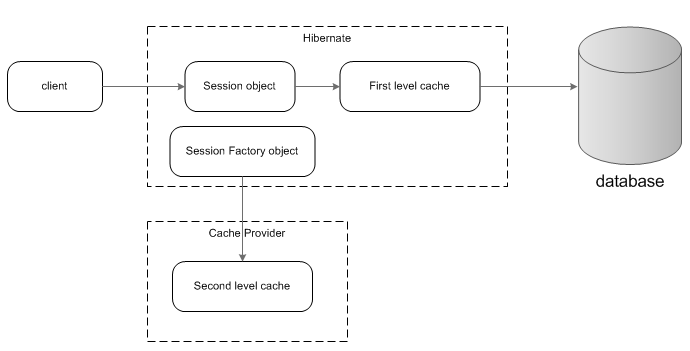 Hibernate
client
Session object
First level cache
Session Factory object
database
Cache Provider
Second level cache